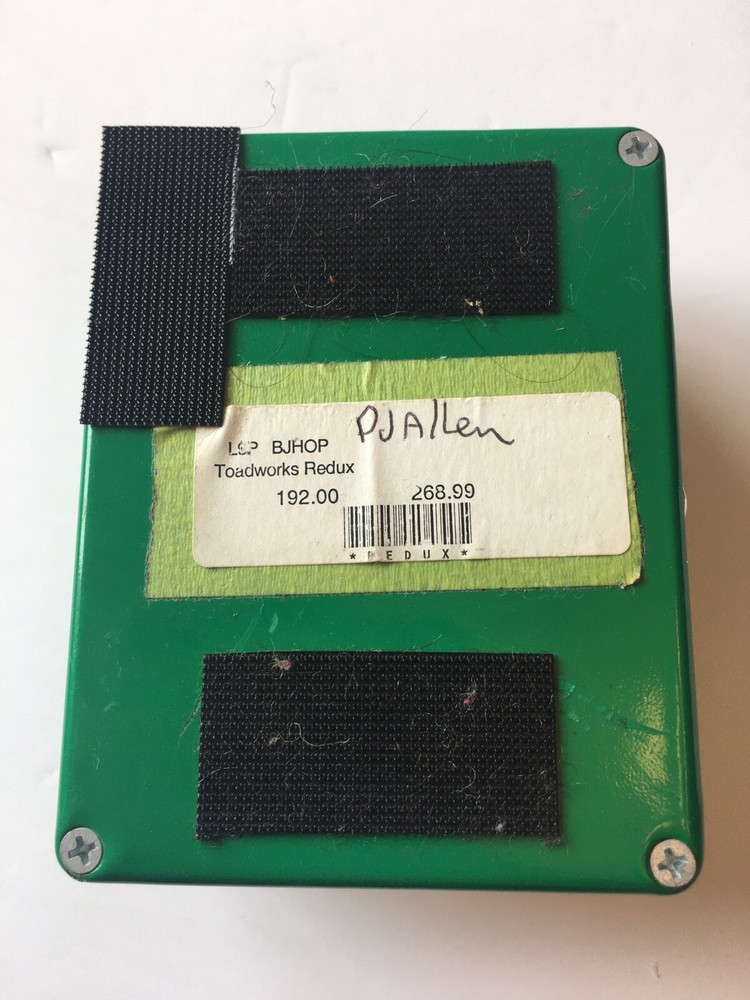 PJAllen
LSP BJHOP
Toadworks Redux
192.00 268.99
*REDUX*